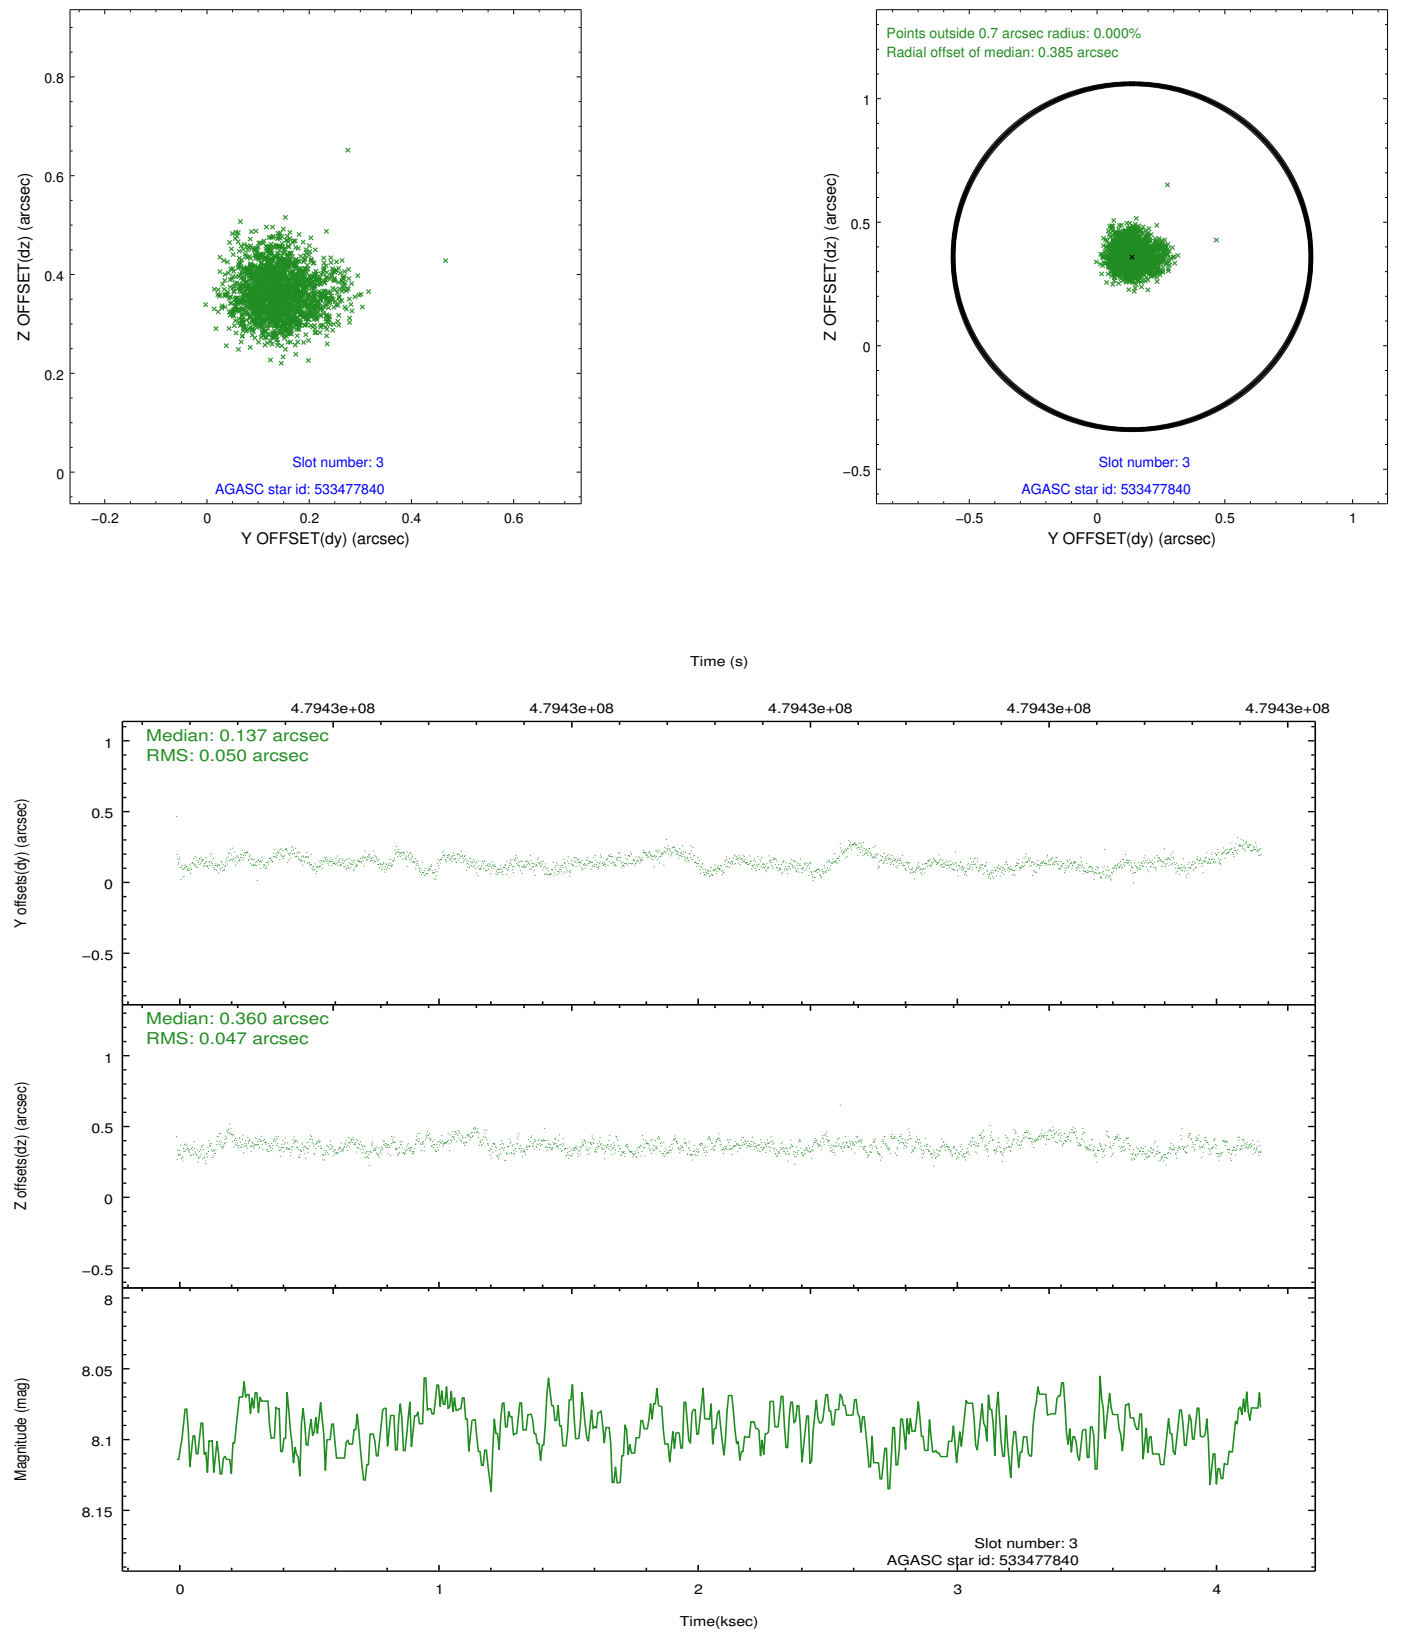 0.8
0.6
0.4
0.2
0
−0.2
0
0.2
0.4
0.6
Z OFFSET(dz) (arcsec)
Y OFFSET(dy) (arcsec)
Slot number: 3
AGASC star id: 533477840
Points outside 0.7 arcsec radius: 0.000%
Radial offset of median: 0.385 arcsec
1
0.5
0
−0.5
−0.5
0
0.5
1
Z OFFSET(dz) (arcsec)
Y OFFSET(dy) (arcsec)
Slot number: 3
AGASC star id: 533477840
Time (s)
4.7943e+08
4.7943e+08
4.7943e+08
4.7943e+08
4.7943e+08
Median: 0.137 arcsec
RMS: 0.050 arcsec
1
0.5
0
−0.5
Y offsets(dy) (arcsec)
Median: 0.360 arcsec
RMS: 0.047 arcsec
1
0.5
0
−0.5
Z offsets(dz) (arcsec)
8
8.05
8.1
8.15
Magnitude (mag)
Slot number: 3
AGASC star id: 533477840
0
1
2
3
4
Time(ksec)